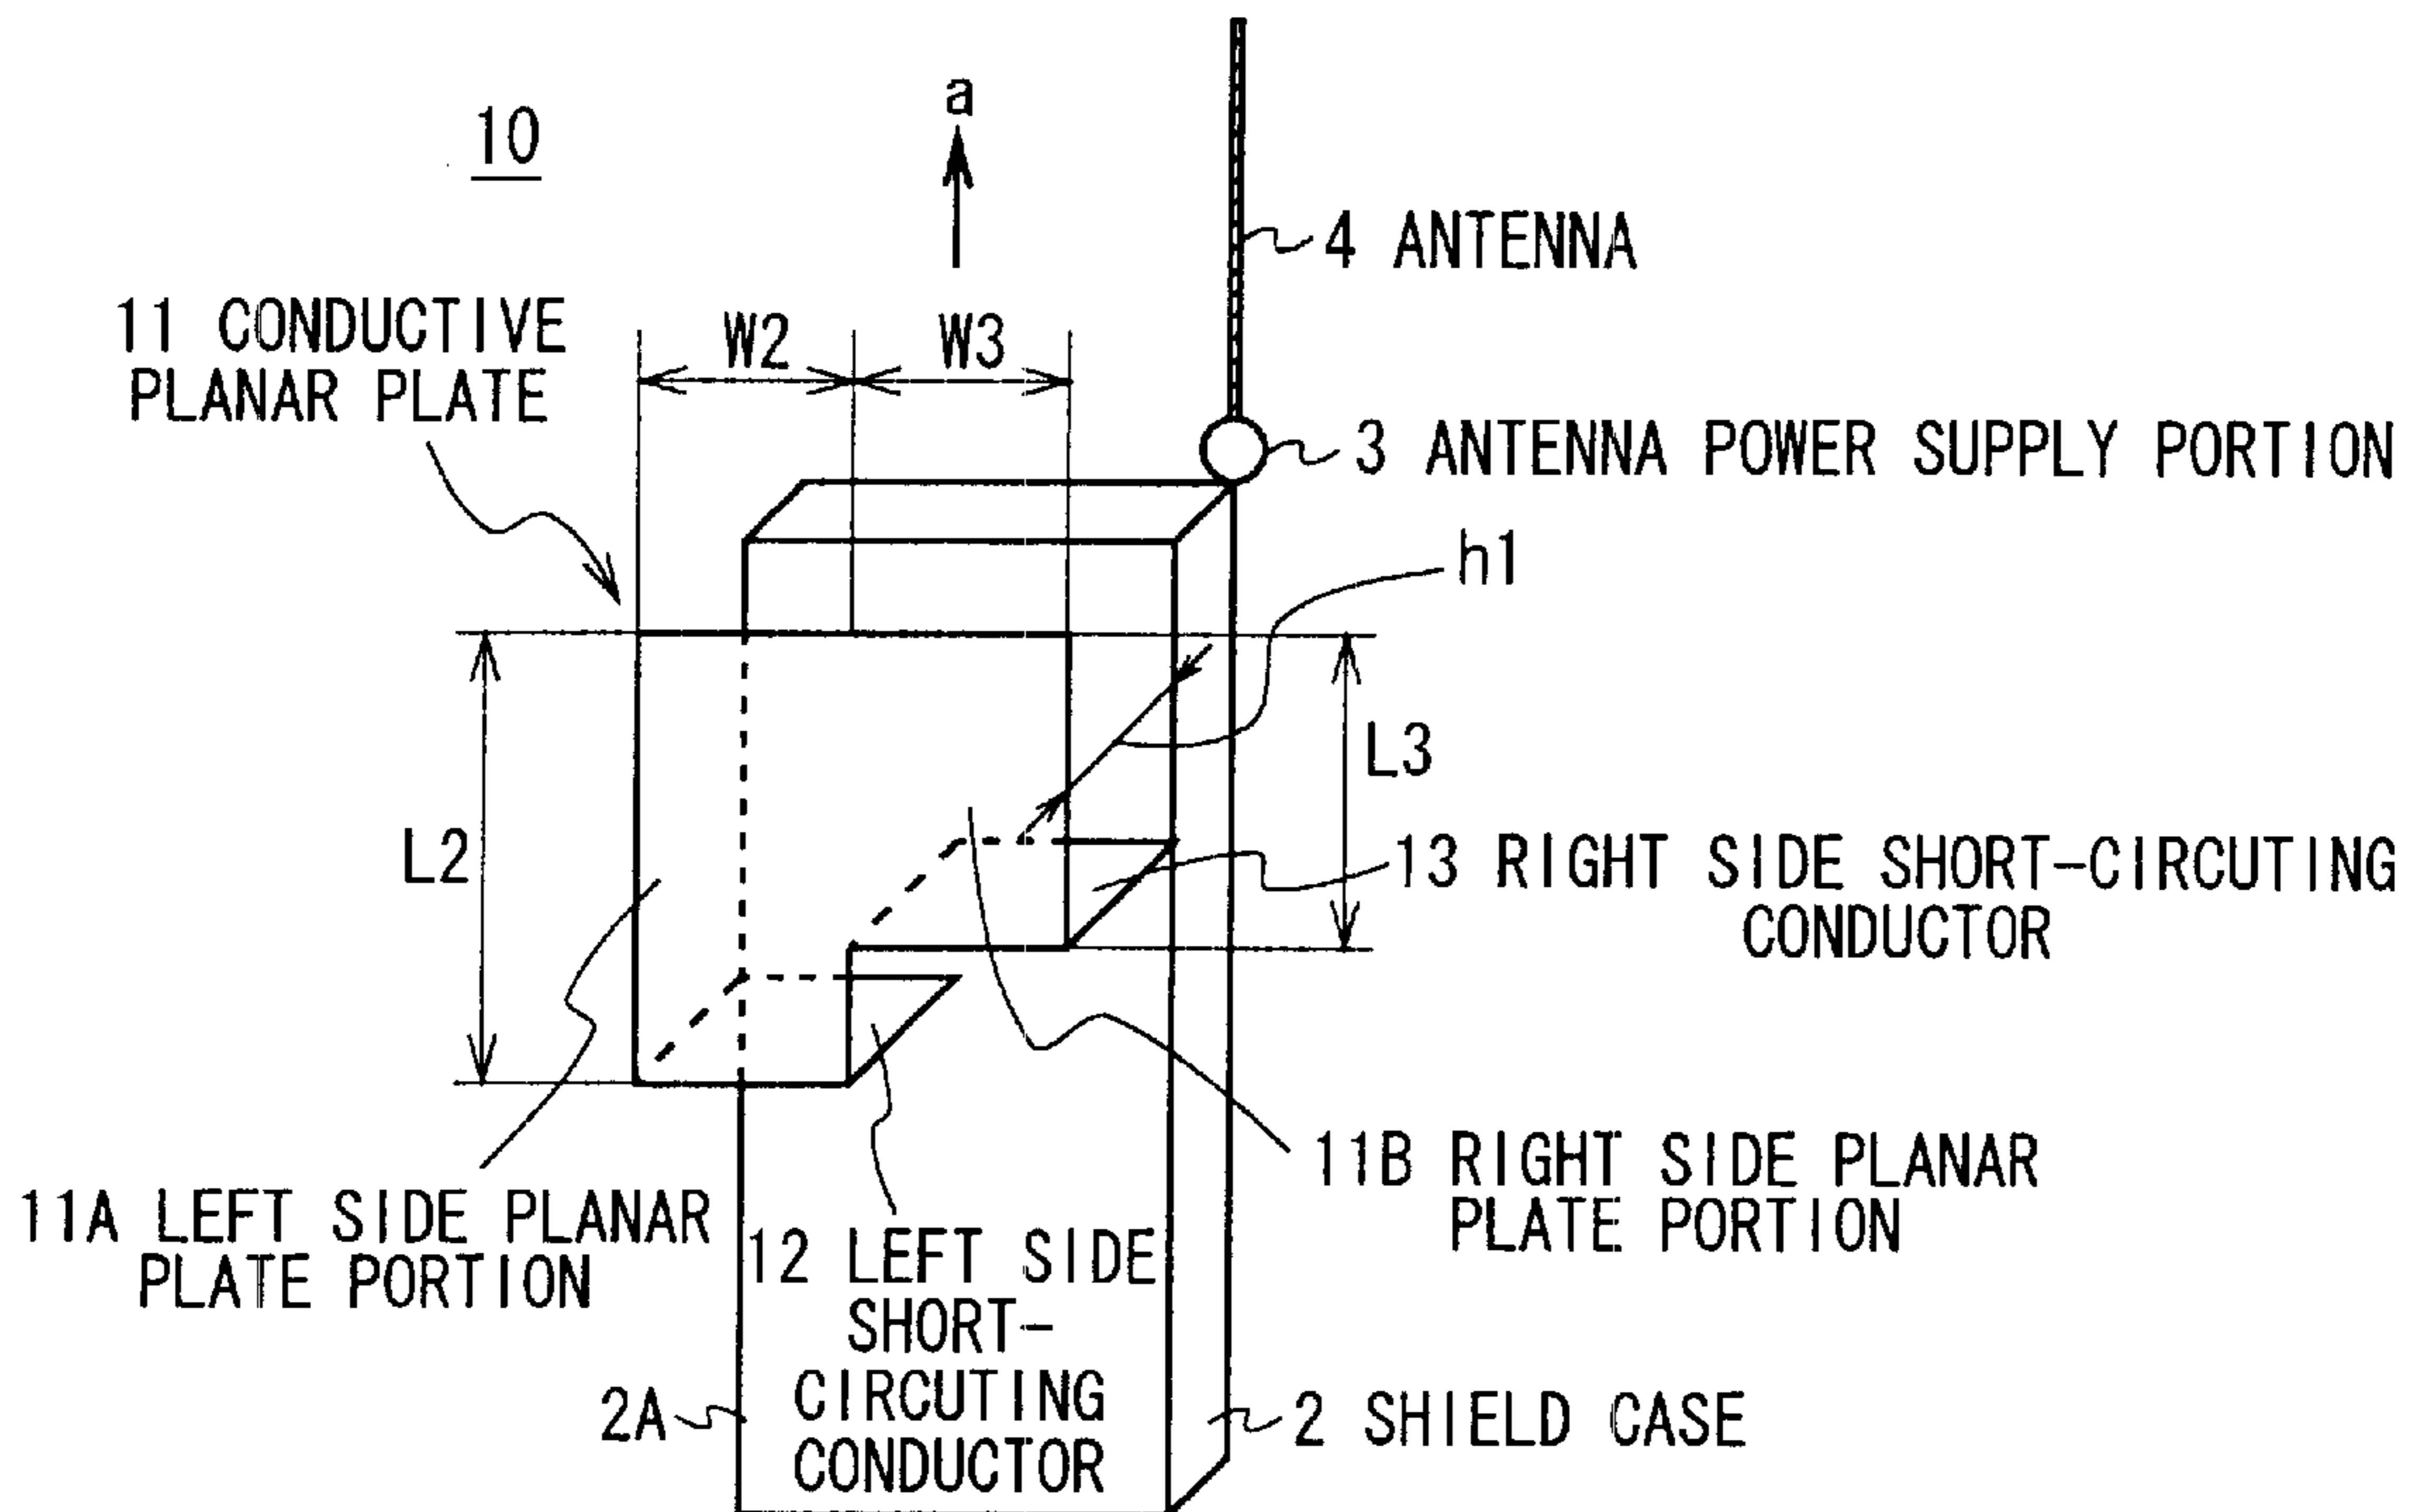 10
a
4 ANTENNA
11 CONDUCTIVE
PLANAR PLATE
W2
W3
3 ANTENNA POWER SUPPLY PORTION
h1
L2
L3
13 RIGHT SIDE SHORT-CIRCUTING
CONDUCTOR
11B RIGHT SIDE PLANAR
PLATE PORTION
11A LEFT SIDE PLANAR
PLATE PORTION
12 LEFT SIDE
SHORT-
CIRCUTING
CONDUCTOR
2A
2 SHIELD CASE